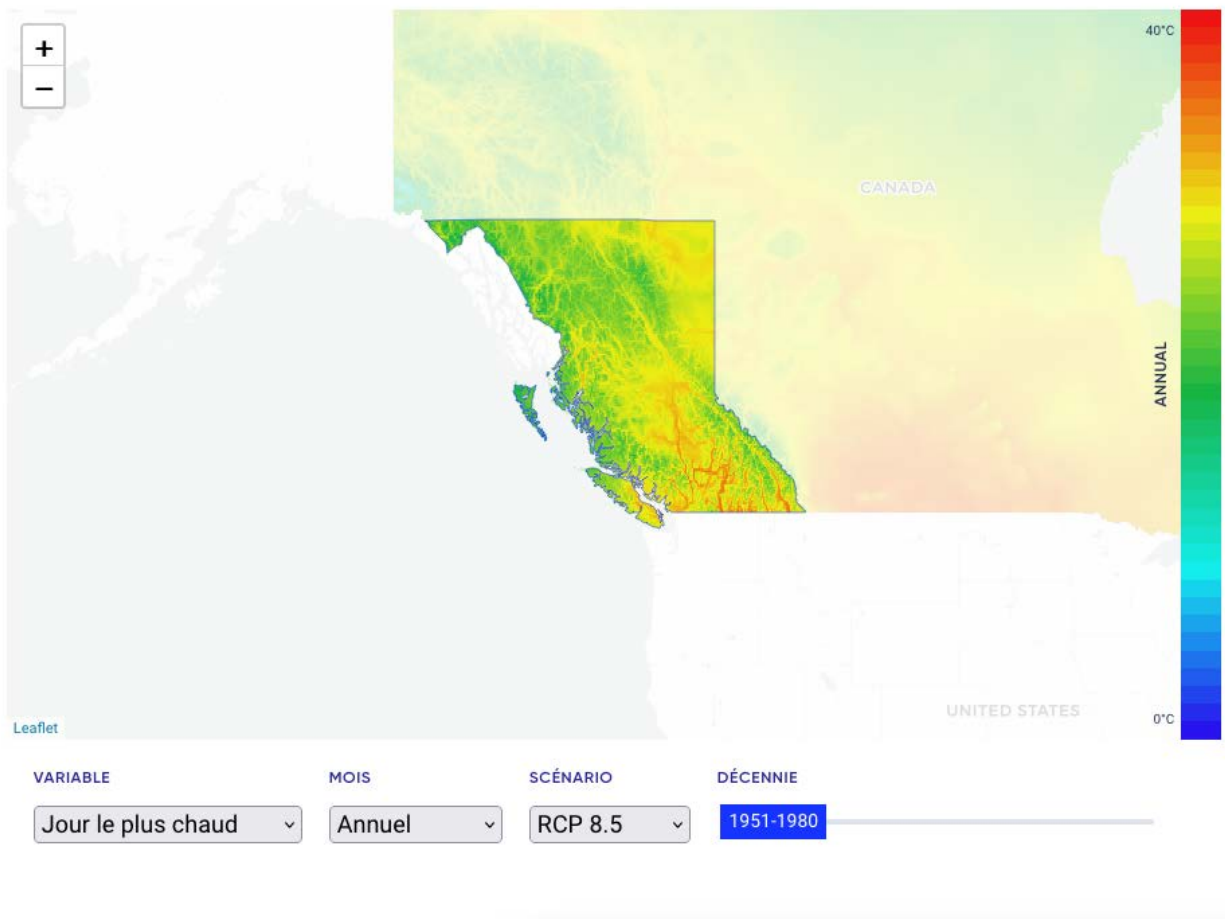 +
−
40°C
CANADA
ANNUAL
UNITED STATES
0°C
Leaflet
VARIABLE
MOIS
SCÉNARIO
DÉCENNIE
Jour le plus chaud
Annuel
RCP 8.5
1951-1980